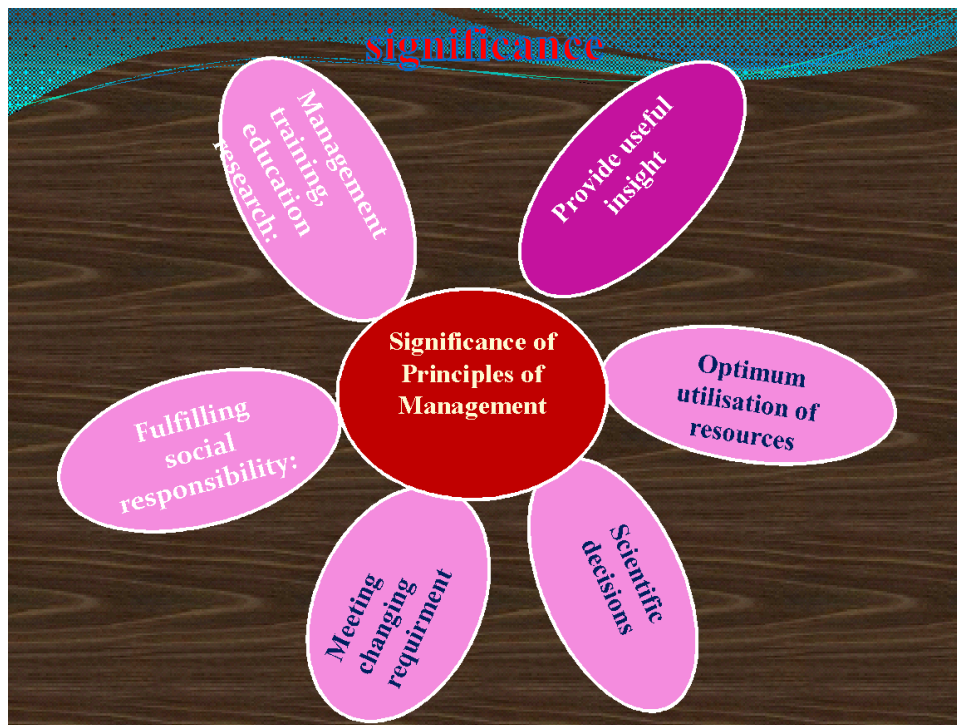 significance
Management
training,
education
research:
Provide useful
insight
Significance of
Principles of
Management
Optimum
utilisation of
resources
Fulfilling
social
responsibility:
Scientific
decisions
Meeting
changing
requirment